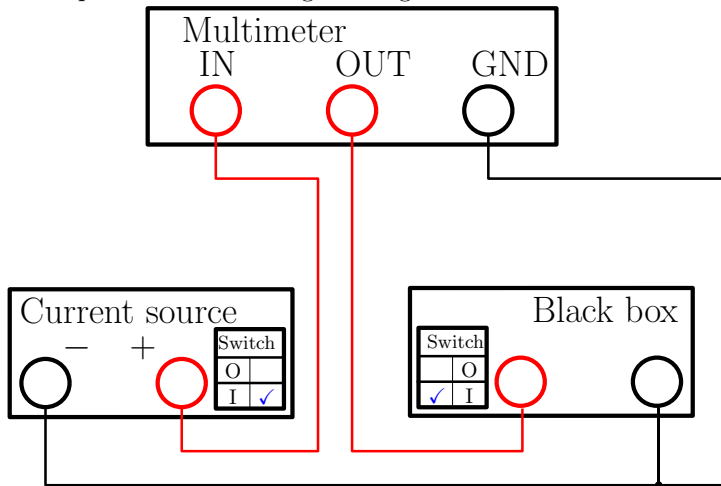 Multimeter
IN OUT GND
Current source
− +
Switch
O
I ✓
Black box
Switch
O
✓ I